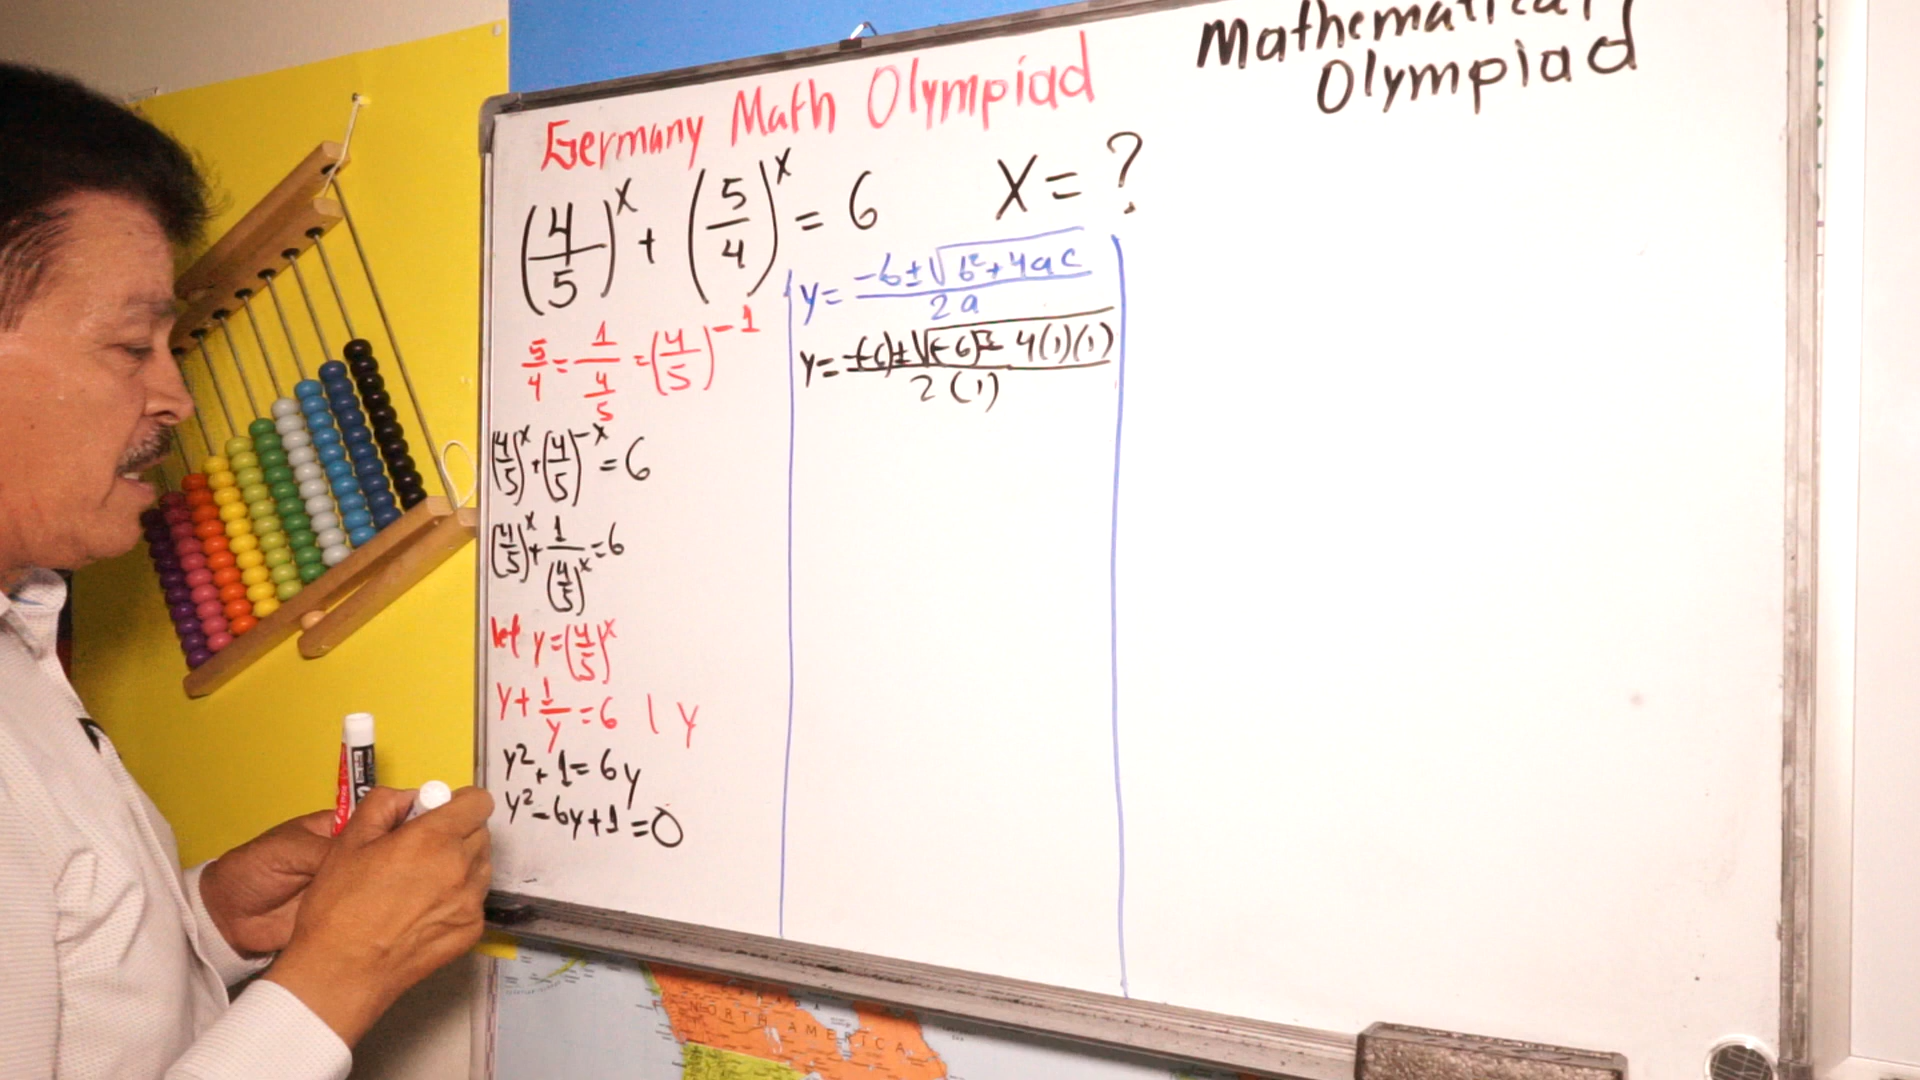 Mathematical
Olympiad
Germany Math Olympiad
(4/5)^x + (5/4)^x = 6 X = ?
5/4 = 1/(4/5) = (4/5)^-1
(4/5)^x + (4/5)^-x = 6
(4/5)^x + 1/(4/5)^x = 6
let y = (4/5)^x
y + 1/y = 6 | y
y² + 1 = 6y
y² - 6y + 1 = 0
y = (-b ± √(b² + 4ac))/(2a)
y = (-(-6) ± √((-6)² - 4(1)(1)))/(2(1))
NORTH AMERICA